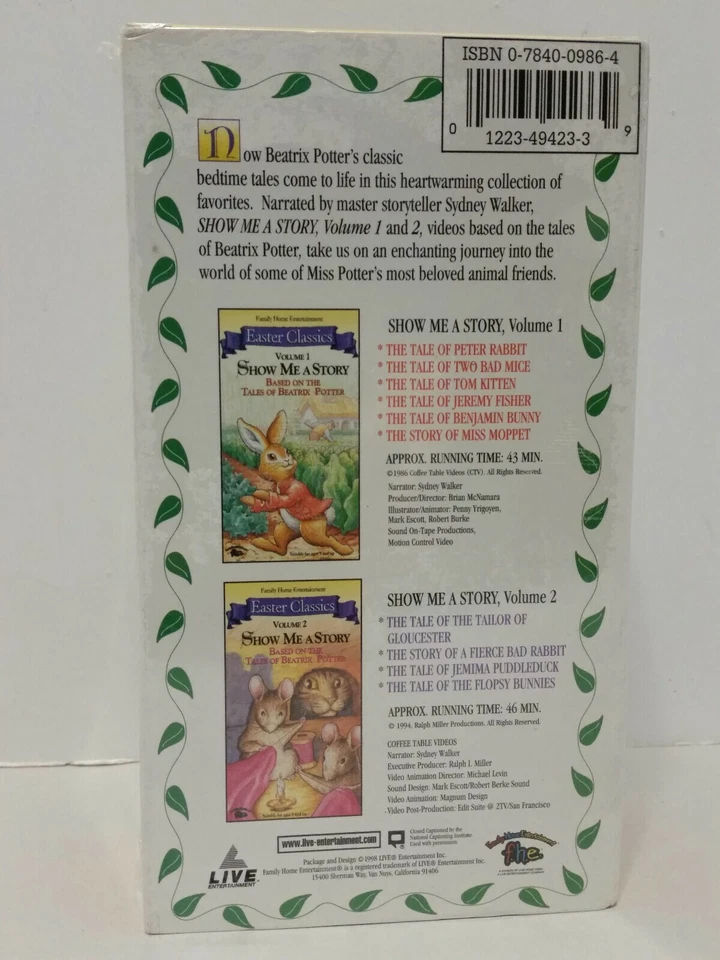 ISBN 0-7840-0986-4
0 1223-49423-3 9
Now Beatrix Potter's classic
bedtime tales come to life in this heartwarming collection of
favorites. Narrated by master storyteller Sydney Walker,
SHOW ME A STORY, Volume 1 and 2, videos based on the tales
of Beatrix Potter, take us on an enchanting journey into the
world of some of Miss Potter's most beloved animal friends.
Family Home Entertainment
Easter Classics
VOLUME 1
SHOW ME A STORY
BASED ON THE
TALES OF BEATRIX POTTER
SHOW ME A STORY, Volume 1
* THE TALE OF PETER RABBIT
* THE TALE OF TWO BAD MICE
* THE TALE OF TOM KITTEN
* THE TALE OF JEREMY FISHER
* THE TALE OF BENJAMIN BUNNY
* THE STORY OF MISS MOPPET
APPROX. RUNNING TIME: 43 MIN.
©1986 Coffee Table Videos (CTV). All Rights Reserved.
Narrator: Sydney Walker
Producer/Director: Brian McNamara
Illustrator/Animator: Penny Yrigoyen,
Mark Escott, Robert Burke
Sound On-Tape Productions,
Motion Control Video
Family Home Entertainment
Easter Classics
VOLUME 2
SHOW ME A STORY
BASED ON THE
TALES OF BEATRIX POTTER
SHOW ME A STORY, Volume 2
* THE TALE OF THE TAILOR OF
GLOUCESTER
* THE STORY OF A FIERCE BAD RABBIT
* THE TALE OF JEMIMA PUDDLEDUCK
* THE TALE OF THE FLOPSY BUNNIES
APPROX. RUNNING TIME: 46 MIN.
© 1994. Ralph Miller Productions. All Rights Reserved.
COFFEE TABLE VIDEOS
Narrator: Sydney Walker
Executive Producer: Ralph I. Miller
Video Animation Director: Michael Levin
Sound Design: Mark Escott/Robert Berke Sound
Video Animation: Magnum Design
Video Post-Production: Edit Suite @ 2TV/San Francisco
www.live-entertainment.com
Closed Captioned by the
National Captioning Institute.
Used with permission.
LIVE
ENTERTAINMENT
Package and Design ©1998 LIVE® Entertainment Inc.
Family Home Entertainment® is a registered trademark of LIVE® Entertainment Inc.
15400 Sherman Way, Van Nuys, California 91406
Family Home Entertainment
fhe